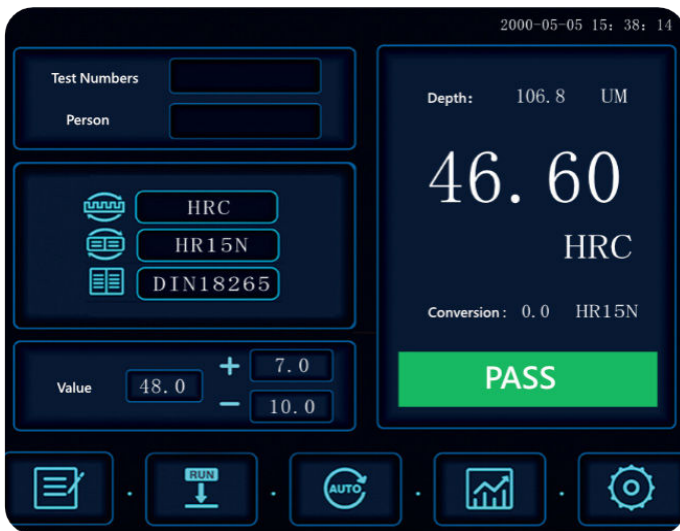 2000-05-05 15: 38: 14
Test Numbers
Person
HRC
HR15N
DIN18265
Value 48.0 + 7.0
− 10.0
Depth: 106.8 UM
46.60
HRC
Conversion: 0.0 HR15N
PASS
RUN
AUTO